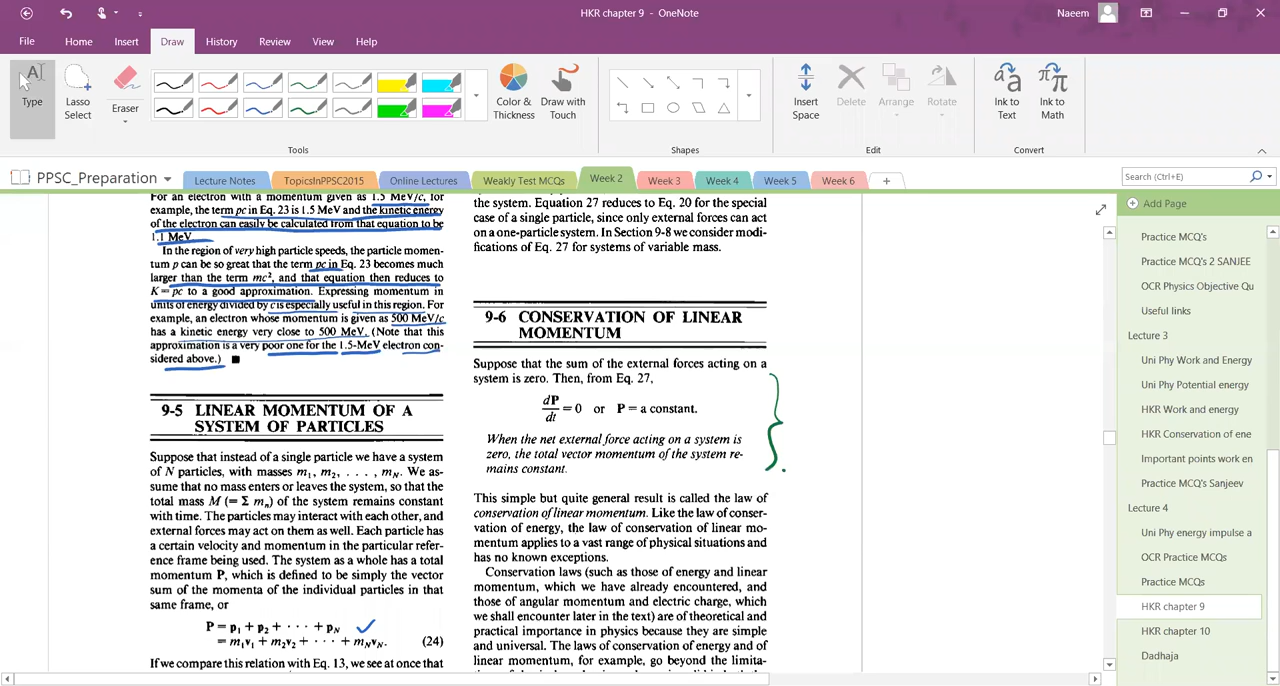 HKR chapter 9 - OneNote
Naeem
File
Home
Insert
Draw
History
Review
View
Help
Type
Lasso
Select
Eraser
Color &
Thickness
Draw with
Touch
Insert
Space
Delete
Arrange
Rotate
Ink to
Text
Ink to
Math
Tools
Shapes
Edit
Convert
PPSC_Preparation
Lecture Notes
TopicsInPPSC2015
Online Lectures
Weakly Test MCQs
Week 2
Week 3
Week 4
Week 5
Week 6
Search (Ctrl+E)
For an electron with a momentum given as 1.5 MeV/c, for
example, the term pc in Eq. 23 is 1.5 MeV and the kinetic energy
of the electron can easily be calculated from that equation to be
1.1 MeV.
In the region of very high particle speeds, the particle momen-
tum p can be so great that the term pc in Eq. 23 becomes much
larger than the term mc², and that equation then reduces to
K = pc to a good approximation. Expressing momentum in
units of energy divided by c is especially useful in this region. For
example, an electron whose momentum is given as 500 MeV/c
has a kinetic energy very close to 500 MeV. (Note that this
approximation is a very poor one for the 1.5-MeV electron con-
sidered above.) ■
9-5 LINEAR MOMENTUM OF A
SYSTEM OF PARTICLES
Suppose that instead of a single particle we have a system
of N particles, with masses m₁, m₂, . . . , mN. We as-
sume that no mass enters or leaves the system, so that the
total mass M (= Σ mₙ) of the system remains constant
with time. The particles may interact with each other, and
external forces may act on them as well. Each particle has
a certain velocity and momentum in the particular refer-
ence frame being used. The system as a whole has a total
momentum P, which is defined to be simply the vector
sum of the momenta of the individual particles in that
same frame, or
P = p₁ + p₂ + · · · + pN
= m₁v₁ + m₂v₂ + · · · + mNvN. (24)
If we compare this relation with Eq. 13, we see at once that
the system. Equation 27 reduces to Eq. 20 for the special
case of a single particle, since only external forces can act
on a one-particle system. In Section 9-8 we consider modi-
fications of Eq. 27 for systems of variable mass.
9-6 CONSERVATION OF LINEAR
MOMENTUM
Suppose that the sum of the external forces acting on a
system is zero. Then, from Eq. 27,
dP/dt = 0 or P = a constant.
When the net external force acting on a system is
zero, the total vector momentum of the system re-
mains constant.
This simple but quite general result is called the law of
conservation of linear momentum. Like the law of conser-
vation of energy, the law of conservation of linear mo-
mentum applies to a vast range of physical situations and
has no known exceptions.
Conservation laws (such as those of energy and linear
momentum, which we have already encountered, and
those of angular momentum and electric charge, which
we shall encounter later in the text) are of theoretical and
practical importance in physics because they are simple
and universal. The laws of conservation of energy and of
linear momentum, for example, go beyond the limita-
Add Page
Practice MCQ's
Practice MCQ's 2 SANJEE
OCR Physics Objective Qu
Useful links
Lecture 3
Uni Phy Work and Energy
Uni Phy Potential energy
HKR Work and energy
HKR Conservation of ene
Important points work en
Practice MCQ's Sanjeev
Lecture 4
Uni Phy energy impulse a
OCR Practice MCQs
Practice MCQs
HKR chapter 9
HKR chapter 10
Dadhaja